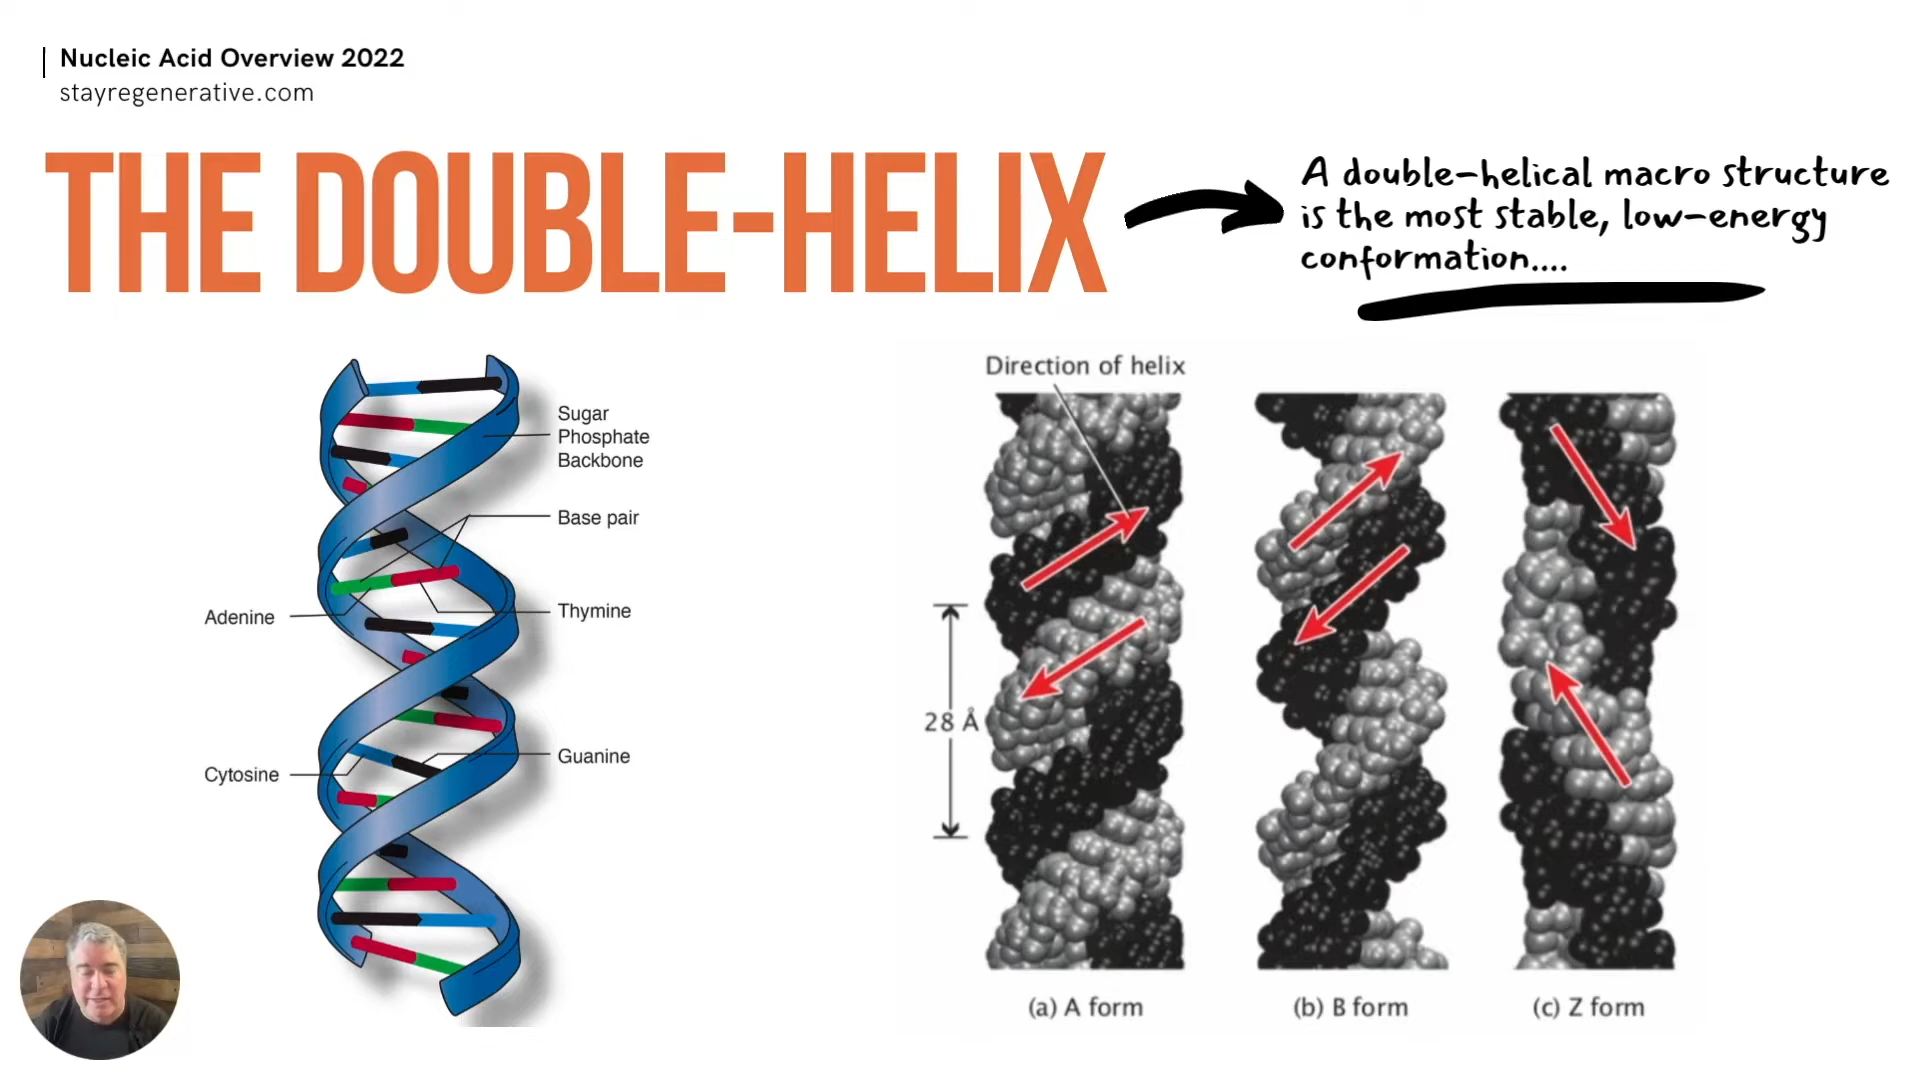 Nucleic Acid Overview 2022
stayregenerative.com
THE DOUBLE-HELIX
A double-helical macro structure
is the most stable, low-energy
conformation....
Sugar
Phosphate
Backbone
Base pair
Adenine
Thymine
Cytosine
Guanine
Direction of helix
28 Å
(a) A form
(b) B form
(c) Z form